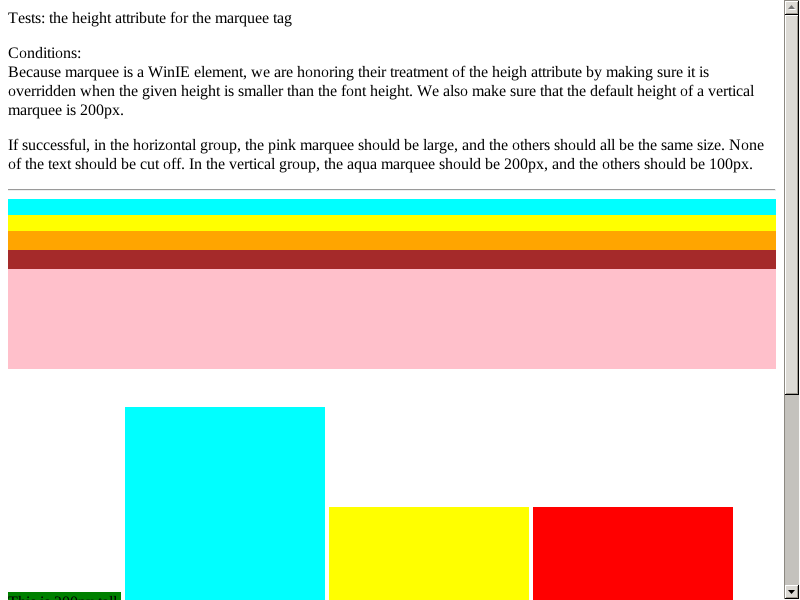 Tests: the height attribute for the marquee tag
Conditions:
Because marquee is a WinIE element, we are honoring their treatment of the heigh attribute by making sure it is
overridden when the given height is smaller than the font height. We also make sure that the default height of a vertical
marquee is 200px.
If successful, in the horizontal group, the pink marquee should be large, and the others should all be the same size. None
of the text should be cut off. In the vertical group, the aqua marquee should be 200px, and the others should be 100px.
This is 200px tall